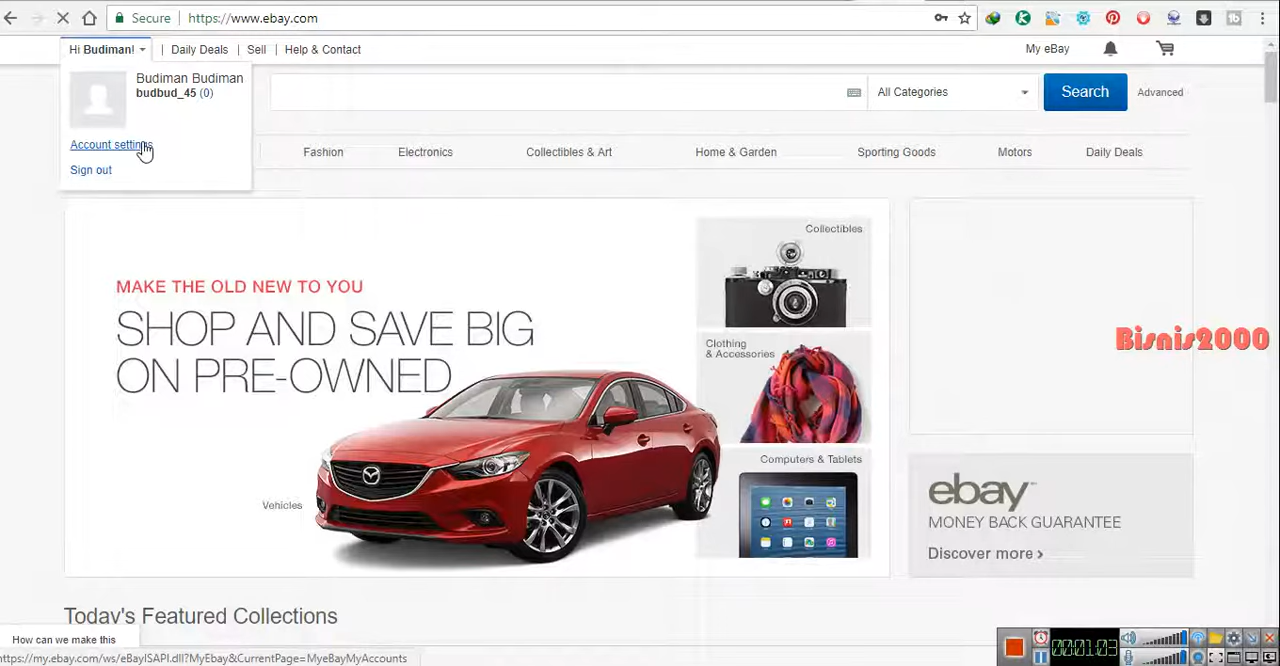 Secure https://www.ebay.com
Hi Budiman! Daily Deals Sell Help & Contact My eBay
Budiman Budiman
budbud_45 (0)
Account settings
Sign out
All Categories Search Advanced
Fashion Electronics Collectibles & Art Home & Garden Sporting Goods Motors Daily Deals
MAKE THE OLD NEW TO YOU
SHOP AND SAVE BIG
ON PRE-OWNED
Vehicles
Collectibles
Clothing
& Accessories
Computers & Tablets
Bisnis2000
ebay
MONEY BACK GUARANTEE
Discover more
Today's Featured Collections
How can we make this
https://my.ebay.com/ws/eBayISAPI.dll?MyEbay&CurrentPage=MyeBayMyAccounts
00:01:03